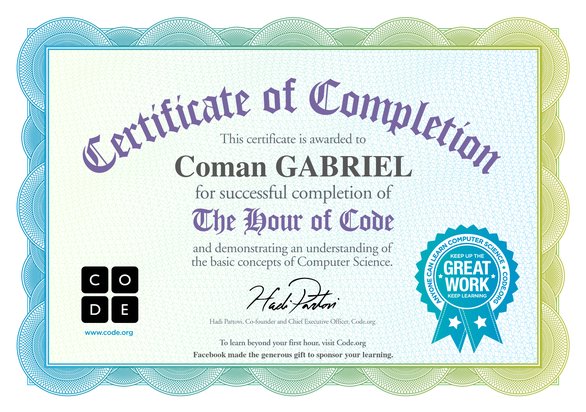 Certificate of Completion
This certificate is awarded to
Coman GABRIEL
for successful completion of
The Hour of Code
and demonstrating an understanding of
the basic concepts of Computer Science.
CO
DE
www.code.org
Hadi Partovi
Hadi Partovi, Co-founder and Chief Executive Officer, Code.org
To learn beyond your first hour, visit Code.org
Facebook made the generous gift to sponsor your learning.
ANYONE CAN LEARN COMPUTER SCIENCE • CODE.ORG
KEEP UP THE
GREAT
WORK
KEEP LEARNING